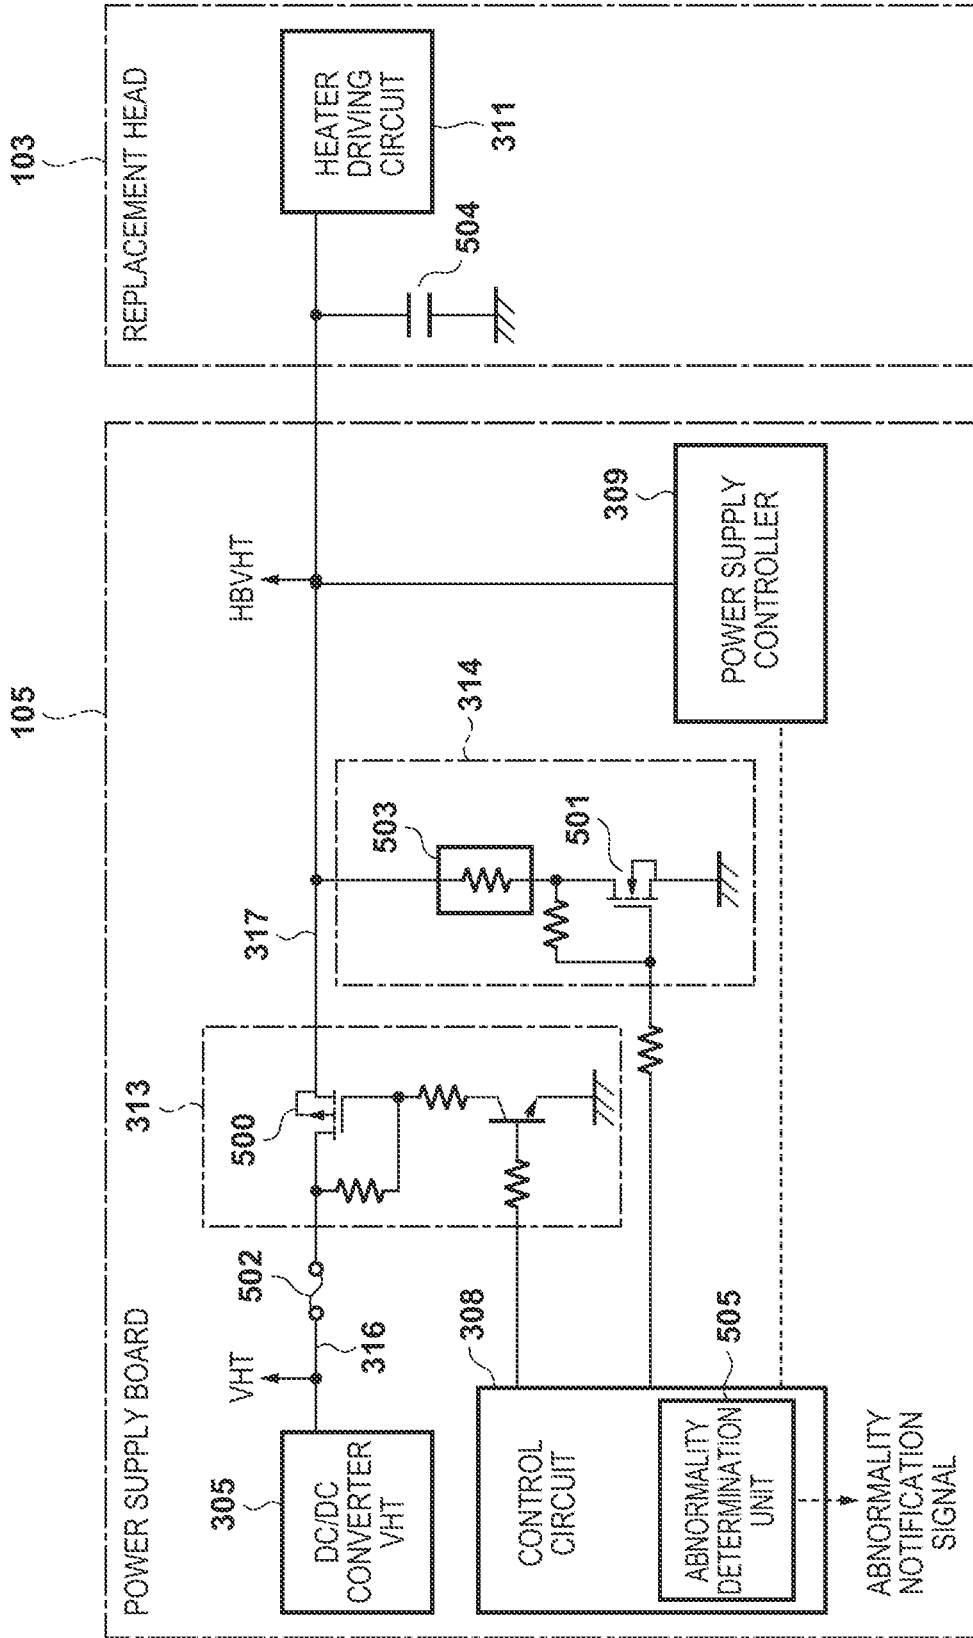 105
103
POWER SUPPLY BOARD
REPLACEMENT HEAD
305
DC/DC
CONVERTER
VHT
VHT
316
502
313
500
317
HBVHT
314
503
501
504
HEATER
DRIVING
CIRCUIT
311
308
CONTROL
CIRCUIT
505
ABNORMALITY
DETERMINATION
UNIT
309
POWER SUPPLY
CONTROLLER
ABNORMALITY
NOTIFICATION
SIGNAL